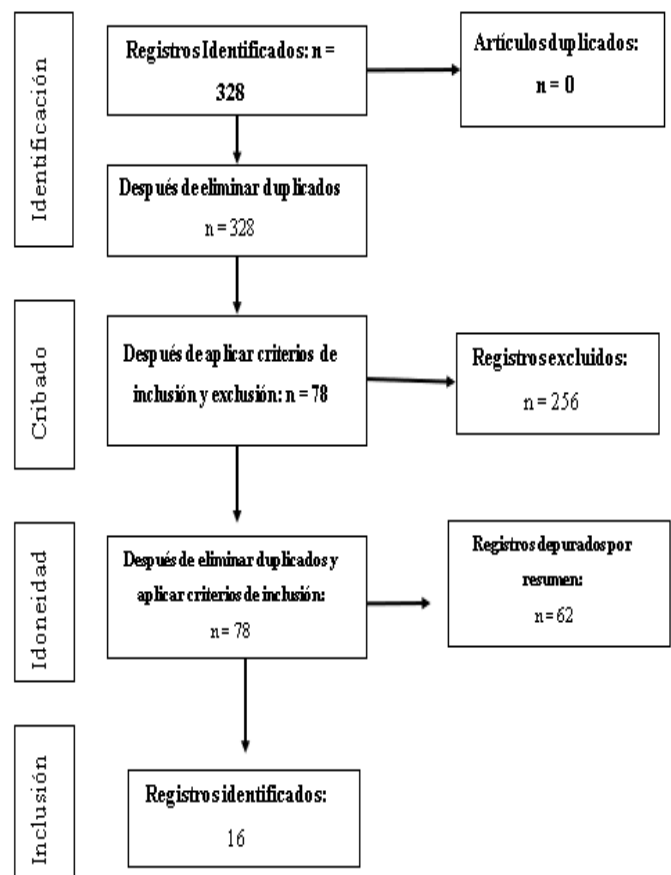 Identificación
Registros Identificados: n =
328
Artículos duplicados:
n = 0
Después de eliminar duplicados
n = 328
Cribado
Después de aplicar criterios de
inclusión y exclusión: n = 78
Registros excluidos:
n = 256
Idoneidad
Después de eliminar duplicados y
aplicar criterios de inclusión:
n = 78
Registros depurados por
resumen:
n = 62
Inclusión
Registros identificados:
16